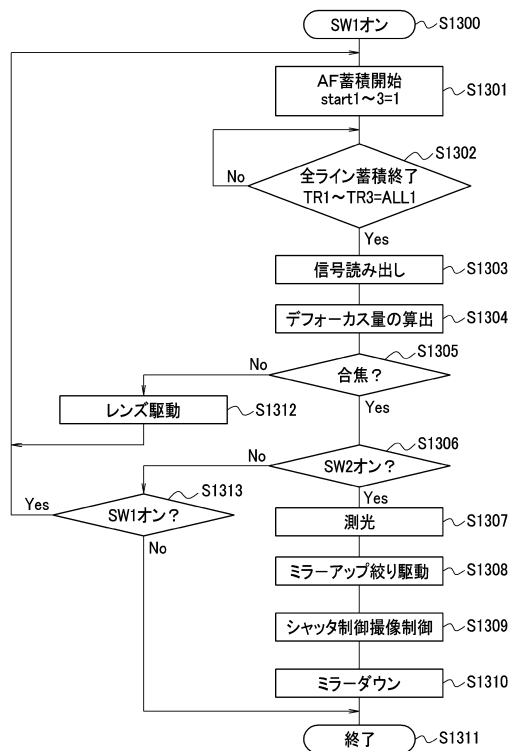 SW1オン S1300
AF蓄積開始
start1～3=1
S1301
S1302
全ライン蓄積終了
TR1～TR3=ALL1
No
Yes
信号読み出し S1303
デフォーカス量の算出 S1304
S1305
合焦？
No
Yes
レンズ駆動 S1312
S1306
SW2オン？
No
Yes
S1313
SW1オン？
Yes
No
測光 S1307
ミラーアップ絞り駆動 S1308
シャッタ制御撮像制御 S1309
ミラーダウン S1310
終了 S1311